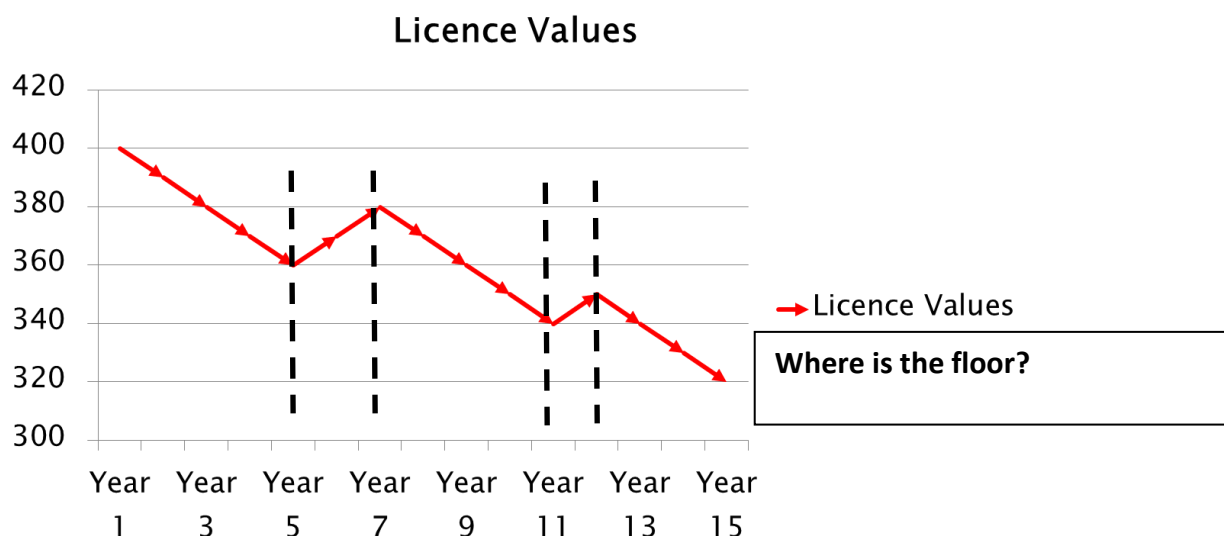 Licence Values
420
400
380
360
340
320
300
Year Year Year Year Year Year Year Year
1 3 5 7 9 11 13 15
Licence Values
Where is the floor?